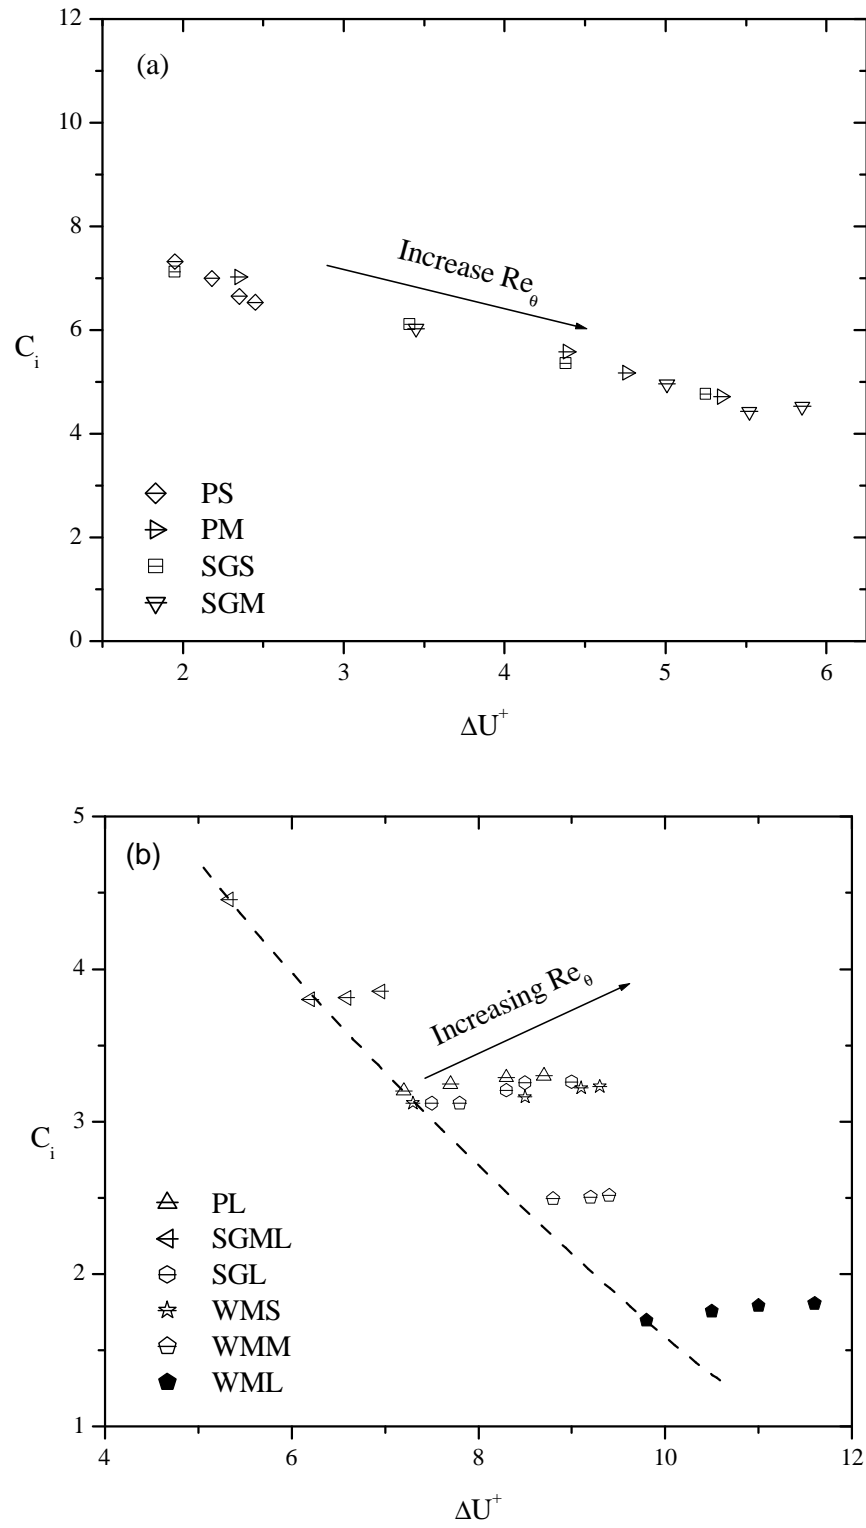 12
(a)
10
8
Increase Re_θ
6
C_i
4
PS
PM
2
SGS
SGM
0
2 3 4 5 6
ΔU^+
5
(b)
4
Increasing Re_θ
3
C_i
PL
SGML
2
SGL
WMS
WMM
WML
1
4 6 8 10 12
ΔU^+